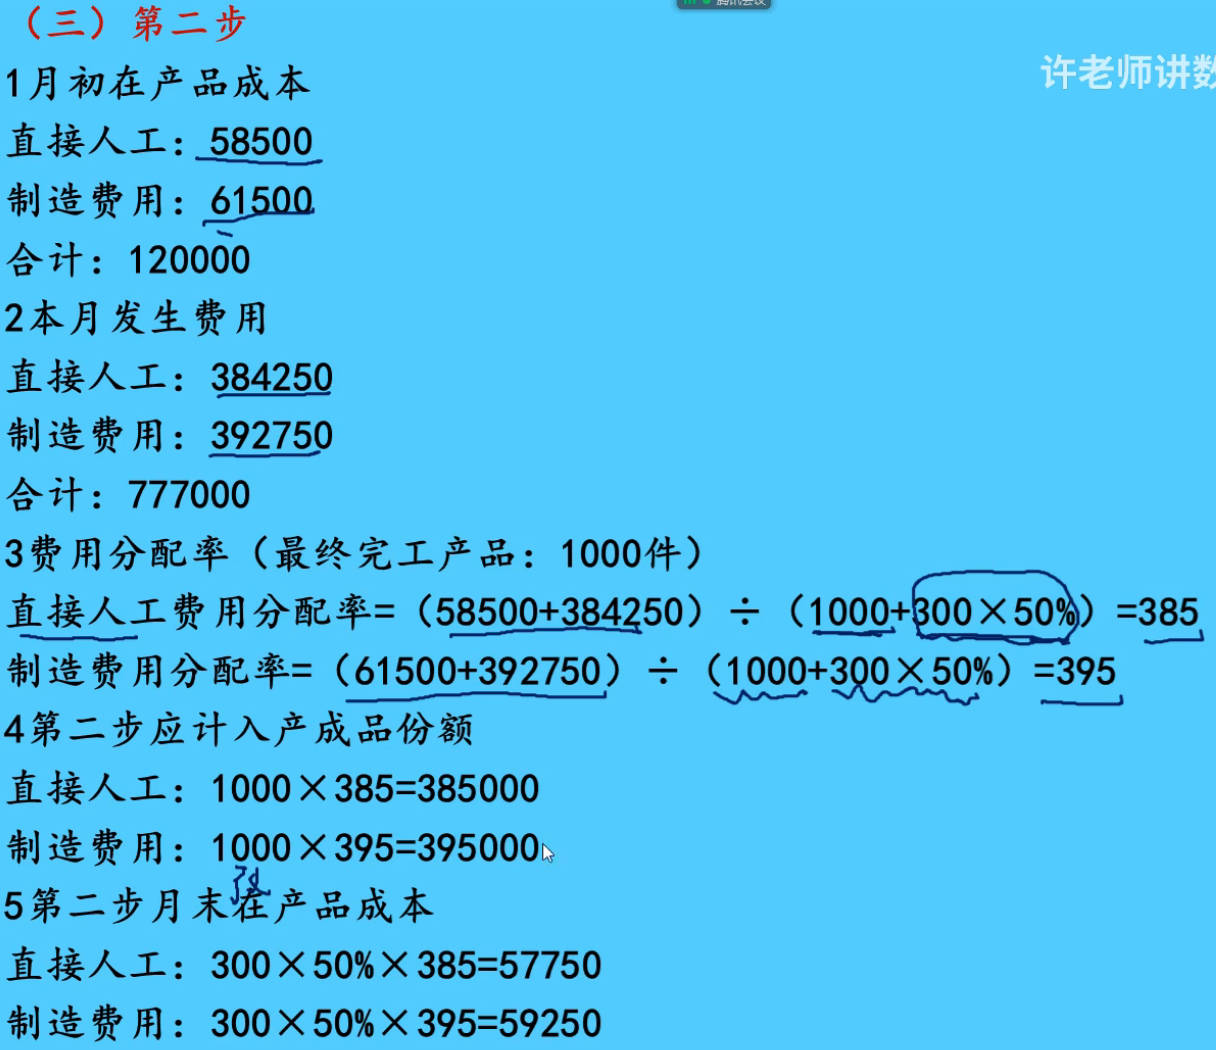 腾讯会议
（三）第二步
许老师讲数
1月初在产品成本
直接人工：58500
制造费用：61500
合计：120000
2本月发生费用
直接人工：384250
制造费用：392750
合计：777000
3费用分配率（最终完工产品：1000件）
直接人工费用分配率=（58500+384250）÷（1000+300×50%）=385
制造费用分配率=（61500+392750）÷（1000+300×50%）=395
4第二步应计入产成品份额
直接人工：1000×385=385000
制造费用：1000×395=395000
5第二步月末在产品成本
直接人工：300×50%×385=57750
制造费用：300×50%×395=59250